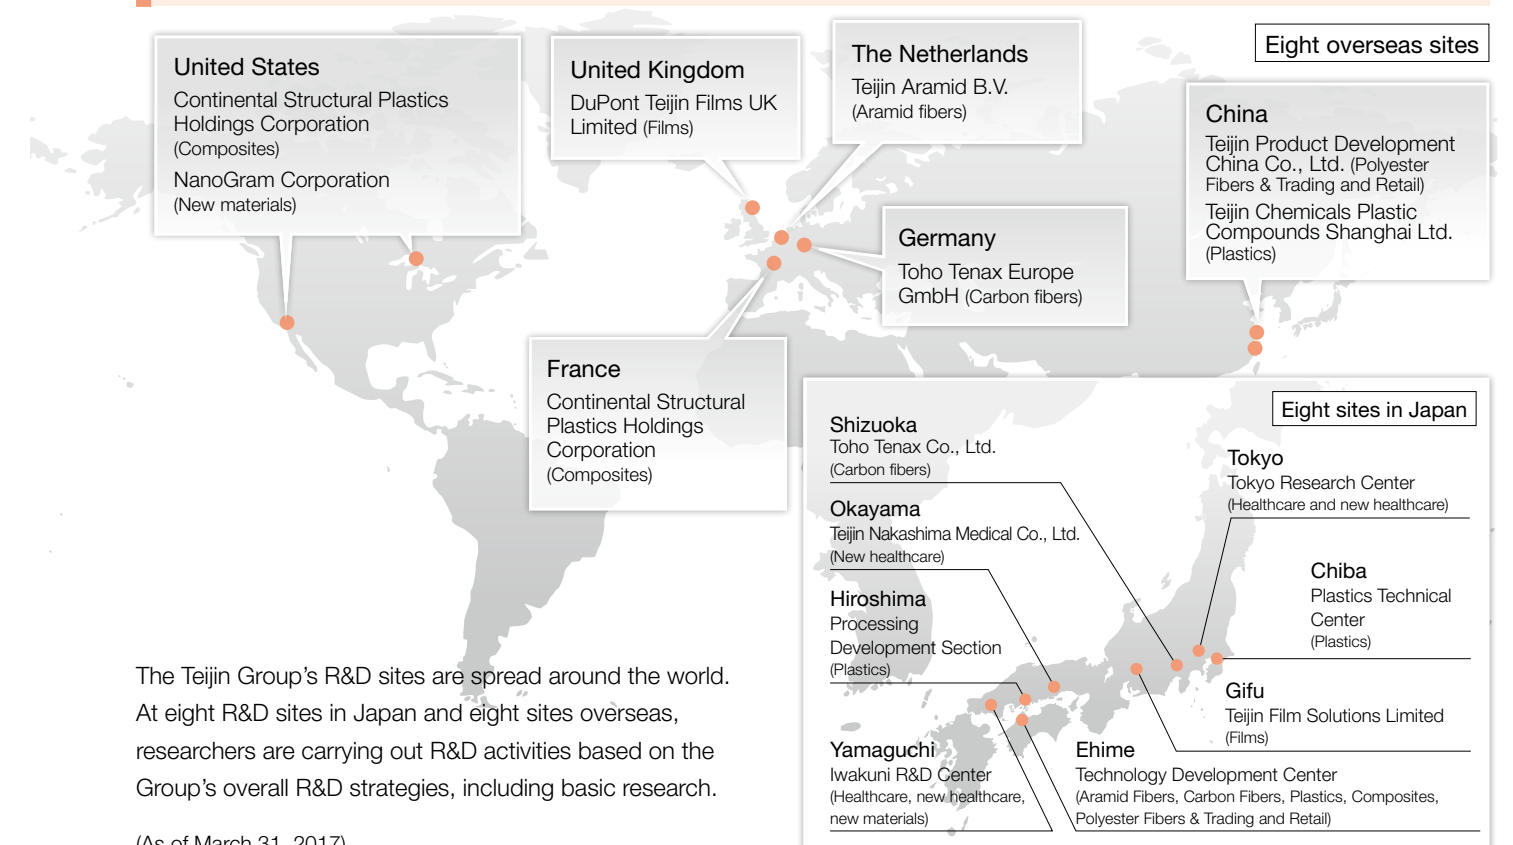 Eight overseas sites
United States
Continental Structural Plastics
Holdings Corporation
(Composites)
NanoGram Corporation
(New materials)
United Kingdom
DuPont Teijin Films UK
Limited (Films)
The Netherlands
Teijin Aramid B.V.
(Aramid fibers)
China
Teijin Product Development
China Co., Ltd. (Polyester
Fibers & Trading and Retail)
Teijin Chemicals Plastic
Compounds Shanghai Ltd.
(Plastics)
Germany
Toho Tenax Europe
GmbH (Carbon fibers)
France
Continental Structural
Plastics Holdings
Corporation
(Composites)
Eight sites in Japan
Shizuoka
Toho Tenax Co., Ltd.
(Carbon fibers)
Okayama
Teijin Nakashima Medical Co., Ltd.
(New healthcare)
Hiroshima
Processing
Development Section
(Plastics)
Yamaguchi
Iwakuni R&D Center
(Healthcare, new healthcare,
new materials)
Tokyo
Tokyo Research Center
(Healthcare and new healthcare)
Chiba
Plastics Technical
Center
(Plastics)
Gifu
Teijin Film Solutions Limited
(Films)
Ehime
Technology Development Center
(Aramid Fibers, Carbon Fibers, Plastics, Composites,
Polyester Fibers & Trading and Retail)
The Teijin Group's R&D sites are spread around the world.
At eight R&D sites in Japan and eight sites overseas,
researchers are carrying out R&D activities based on the
Group's overall R&D strategies, including basic research.
(As of March 31, 2017)